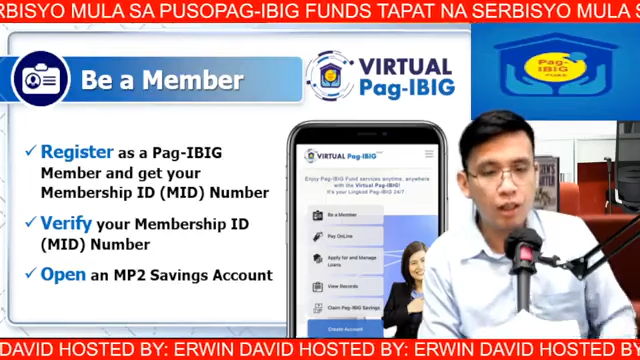 RBISYO MULA SA PUSOPAG-IBIG FUNDS TAPAT NA SERBISYO MULA S
Be a Member
VIRTUAL
Pag-IBIG
Pag-
IBIG
FUND
Register as a Pag-IBIG
Member and get your
Membership ID (MID) Number
Verify your Membership ID
(MID) Number
Open an MP2 Savings Account
VIRTUAL Pag-IBIG
Enjoy Pag-IBIG Fund services anytime, anywhere
with the Virtual Pag-IBIG!
It's your Lingkod Pag-IBIG 24/7.
Be a Member
Pay OnLine
Apply for and Manage
Loans
View Records
Claim Pag-IBIG Savings
Create Account
DAVID HOSTED BY: ERWIN DAVID HOSTED BY: ERWIN DAVID HOSTED BY